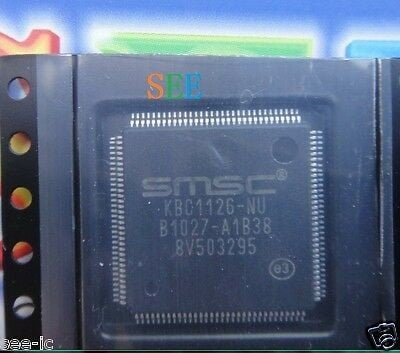 SEE
SMSC®
KBC1126-NU
B1027-A1B38
8V503295
e3
see-ic